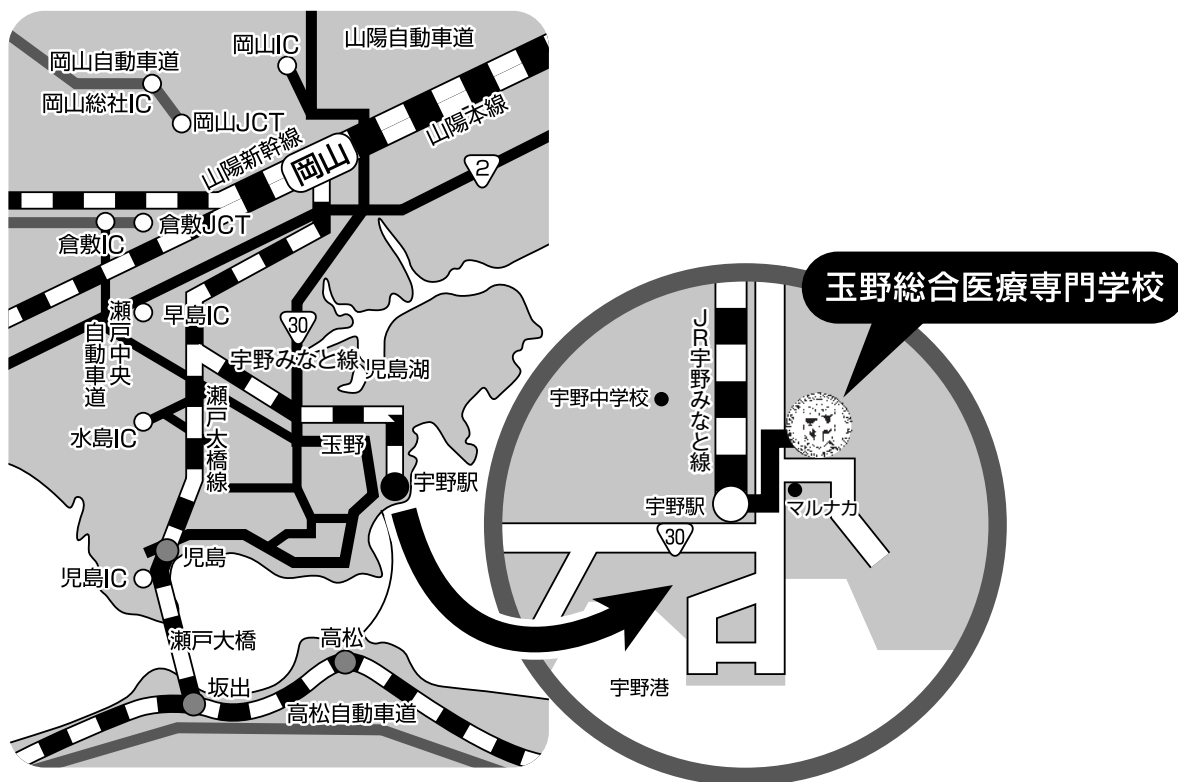 岡山IC
山陽自動車道
岡山自動車道
岡山総社IC
岡山JCT
山陽新幹線
山陽本線
岡山
2
倉敷JCT
倉敷IC
早島IC
瀬戸中央
自動車道
30
宇野みなと線
児島湖
水島IC
瀬戸大橋線
玉野
宇野駅
児島
児島IC
瀬戸大橋
高松
坂出
高松自動車道
玉野総合医療専門学校
JR宇野みなと線
宇野中学校
宇野駅
マルナカ
30
宇野港